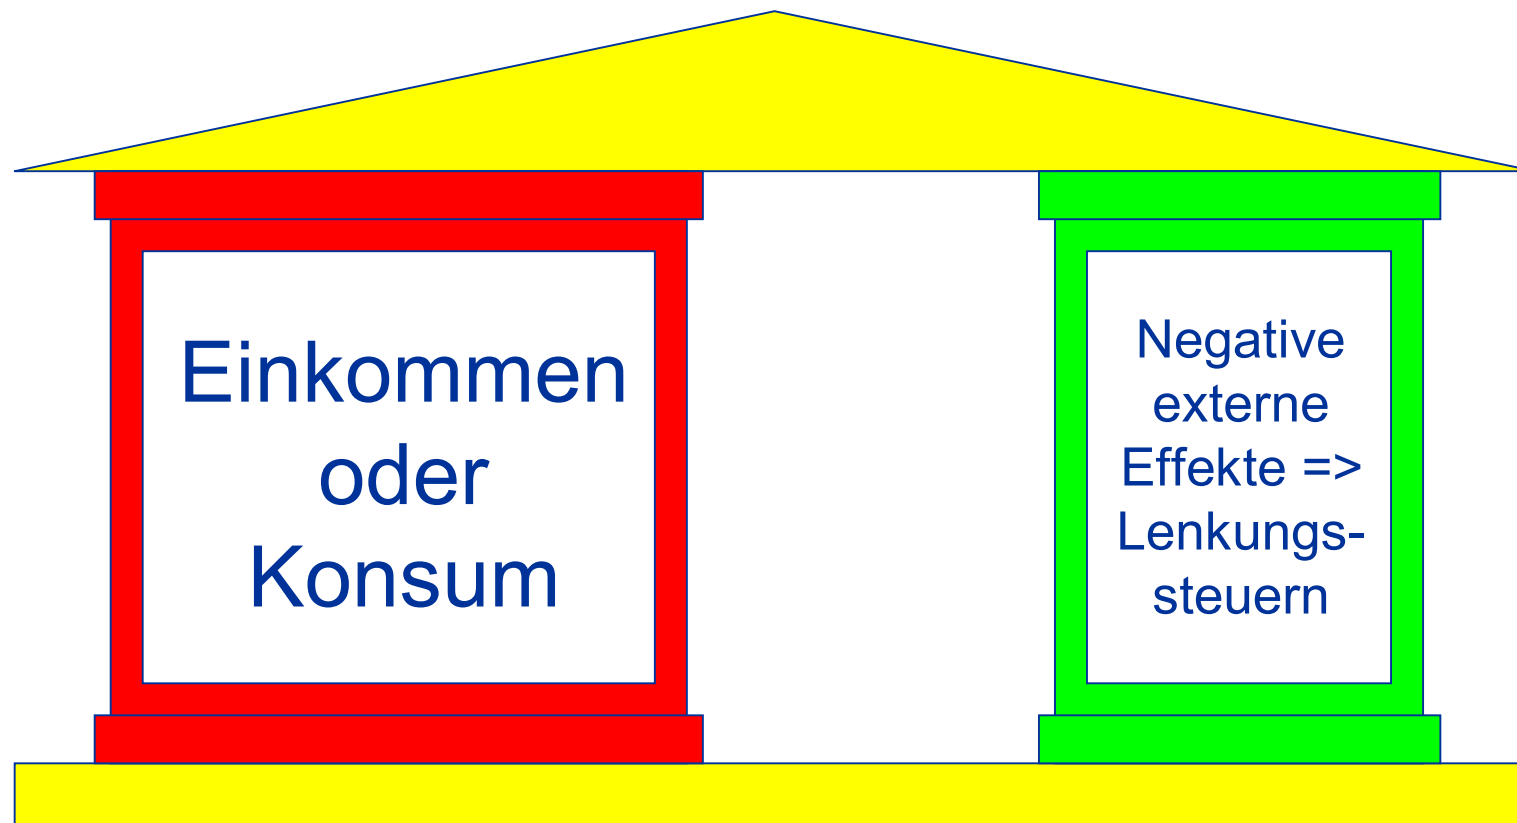 Einkommen
oder
Konsum
Negative
externe
Effekte =>
Lenkungs-
steuern